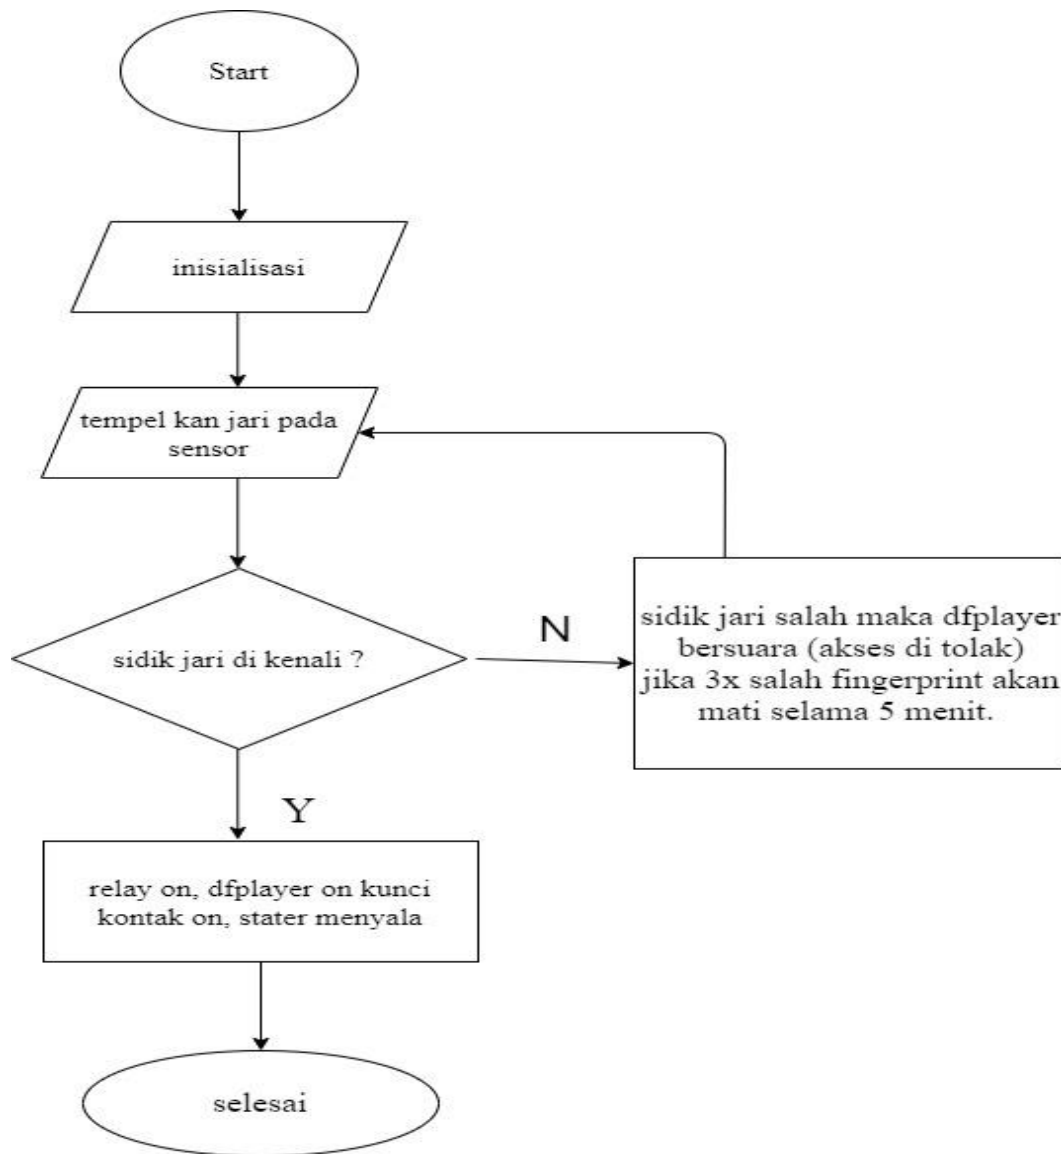 Start
inisialisasi
tempel kan jari pada
sensor
sidik jari di kenali ?
N
sidik jari salah maka dfplayer
bersuara (akses di tolak)
jika 3x salah fingerprint akan
mati selama 5 menit.
Y
relay on, dfplayer on kunci
kontak on, stater menyala
selesai